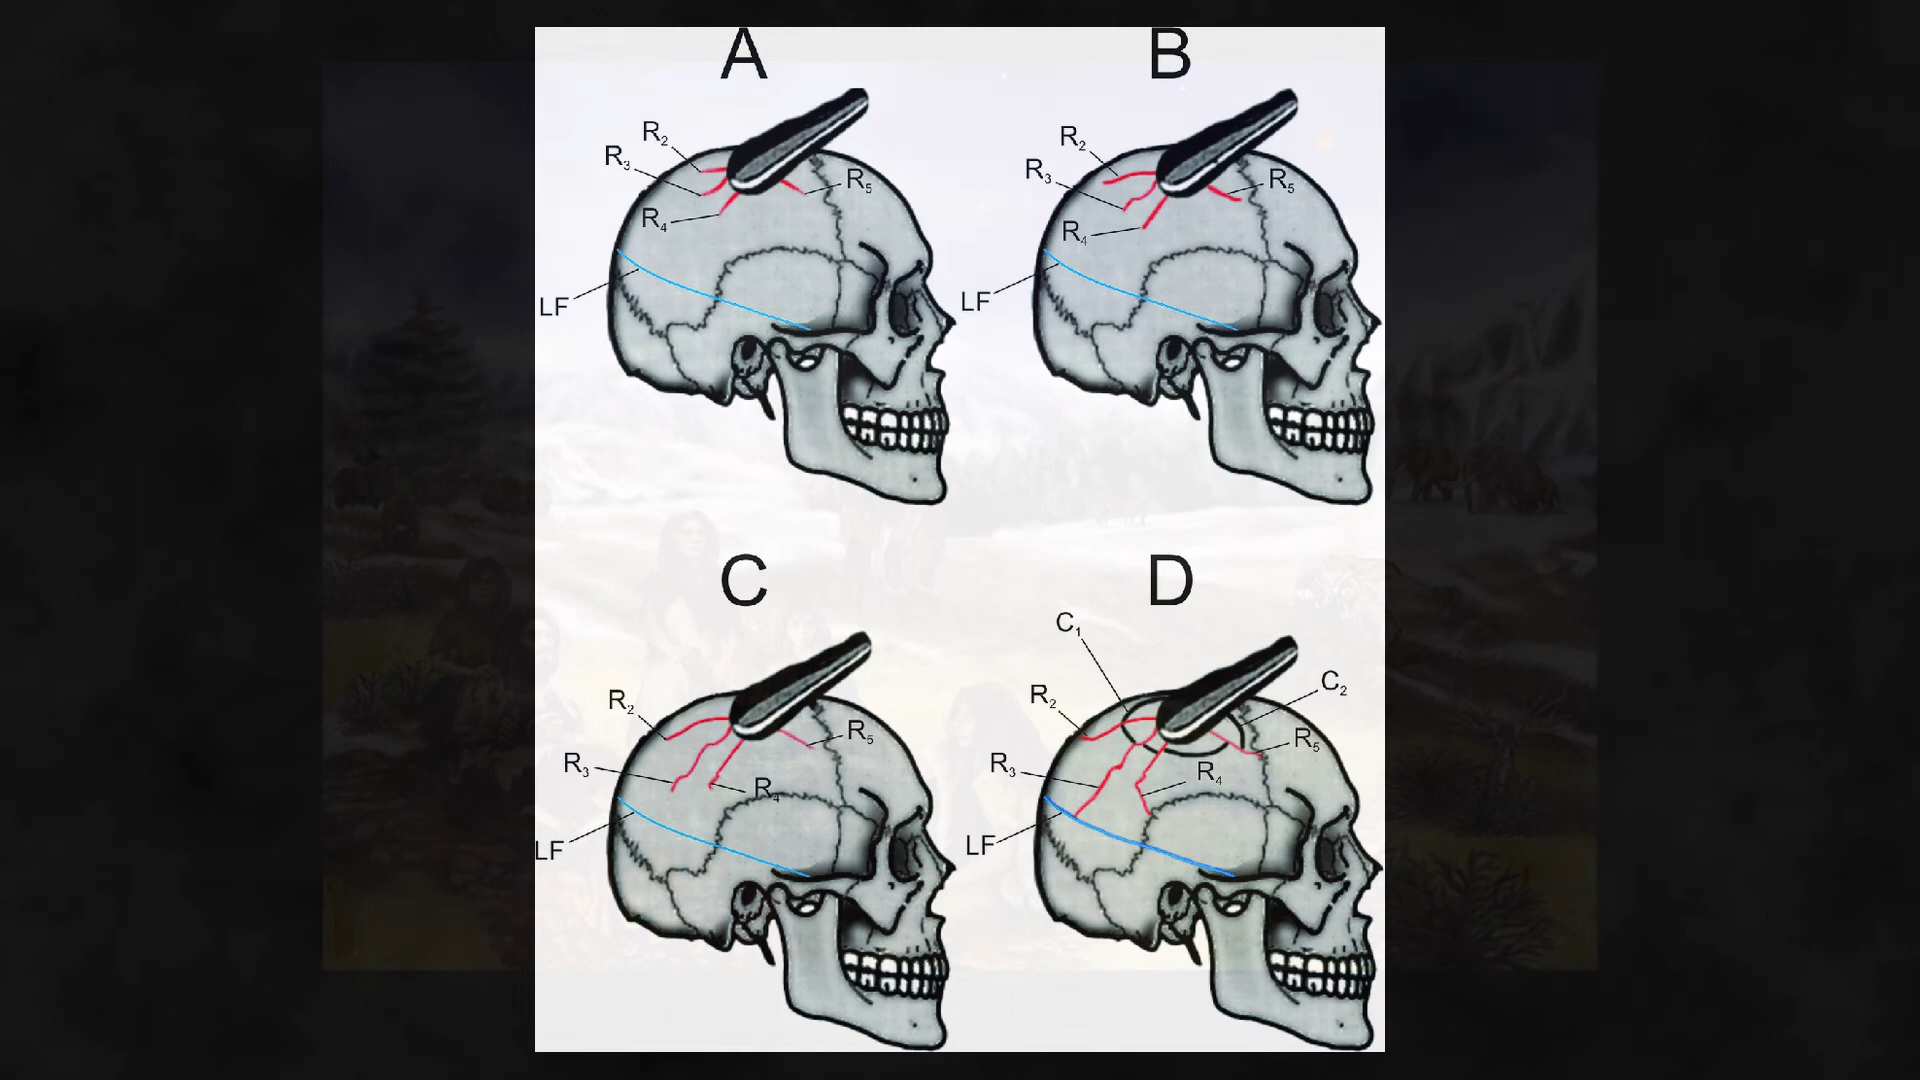 A
B
R₂
R₃
R₄
R₅
LF
R₂
R₃
R₄
R₅
LF
C
D
R₂
R₃
R₄
R₅
LF
C₁
C₂
R₂
R₃
R₄
R₅
LF